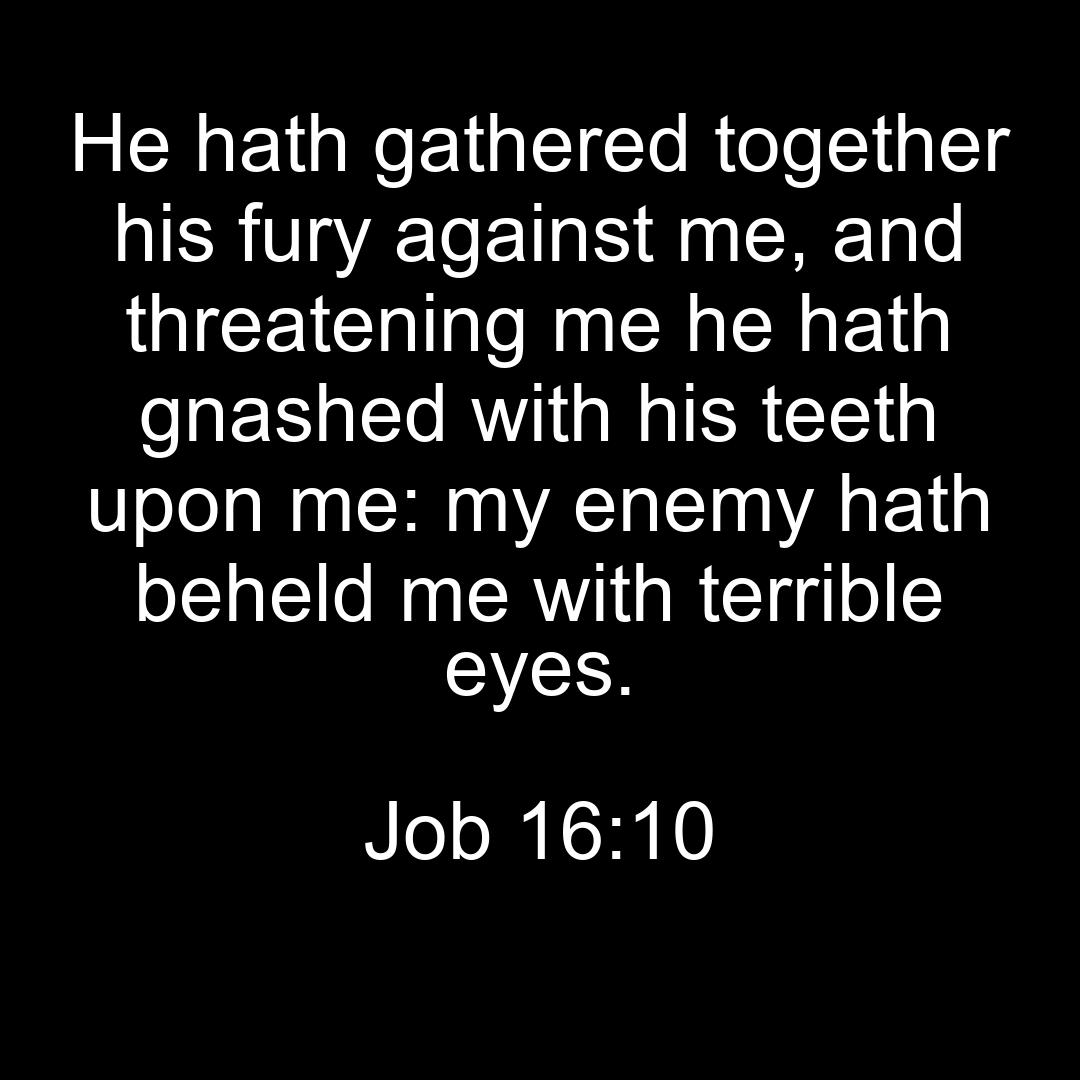 He hath gathered together
his fury against me, and
threatening me he hath
gnashed with his teeth
upon me: my enemy hath
beheld me with terrible
eyes.
Job 16:10